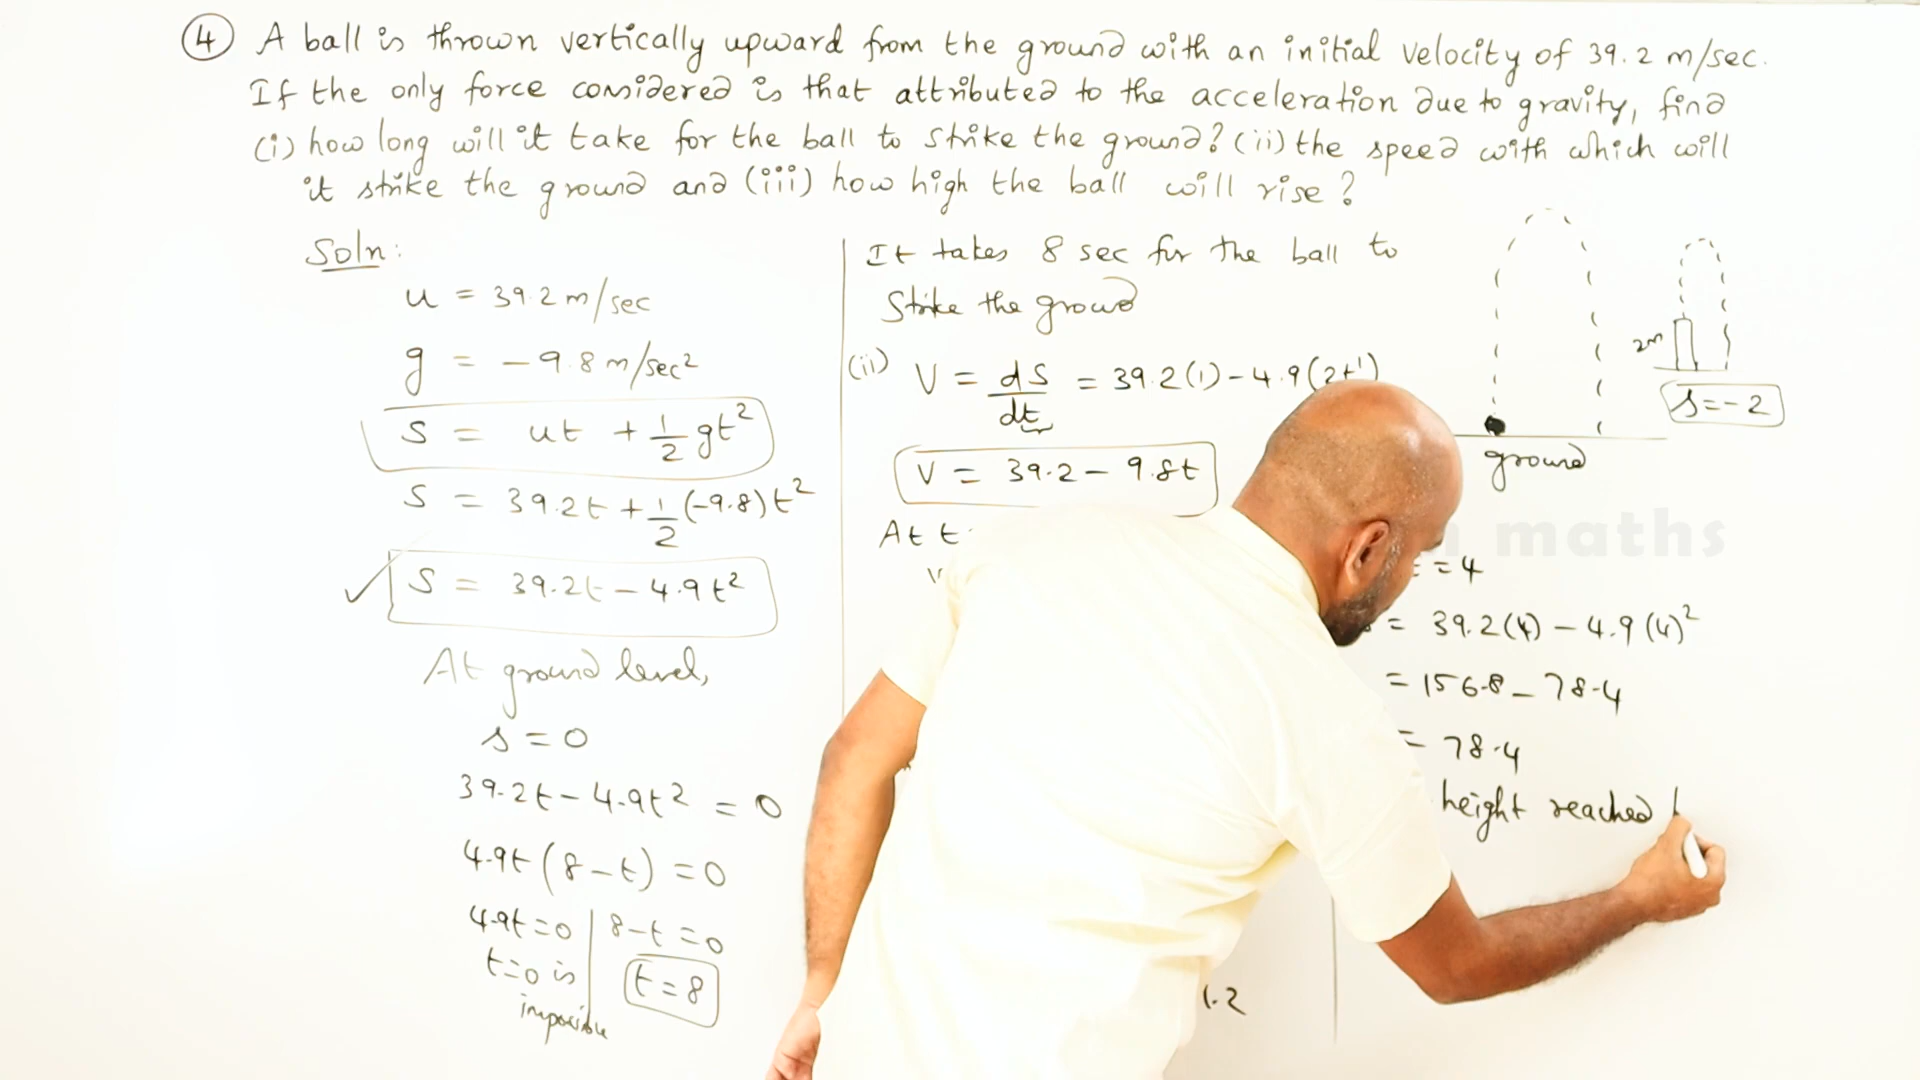 4 A ball is thrown vertically upward from the ground with an initial velocity of 39.2 m/sec.
If the only force considered is that attributed to the acceleration due to gravity, find
(i) how long will it take for the ball to strike the ground? (ii) the speed with which will
it strike the ground and (iii) how high the ball will rise?
Soln:
u = 39.2 m/sec
g = -9.8 m/sec²
s = ut + 1/2 gt²
s = 39.2t + 1/2 (-9.8)t²
S = 39.2t - 4.9t²
At ground level,
s = 0
39.2t - 4.9t² = 0
4.9t (8-t) = 0
4.9t = 0 | 8-t = 0
t=0 is
impossible
t = 8
It takes 8 sec for the ball to
Strike the ground
(ii) V = ds/dt = 39.2(1) - 4.9(2t¹)
V = 39.2 - 9.8t
At t
ground
2m
s = -2
maths
= 4
= 39.2(4) - 4.9(4)²
= 156.8 - 78.4
= 78.4
height reached
.2